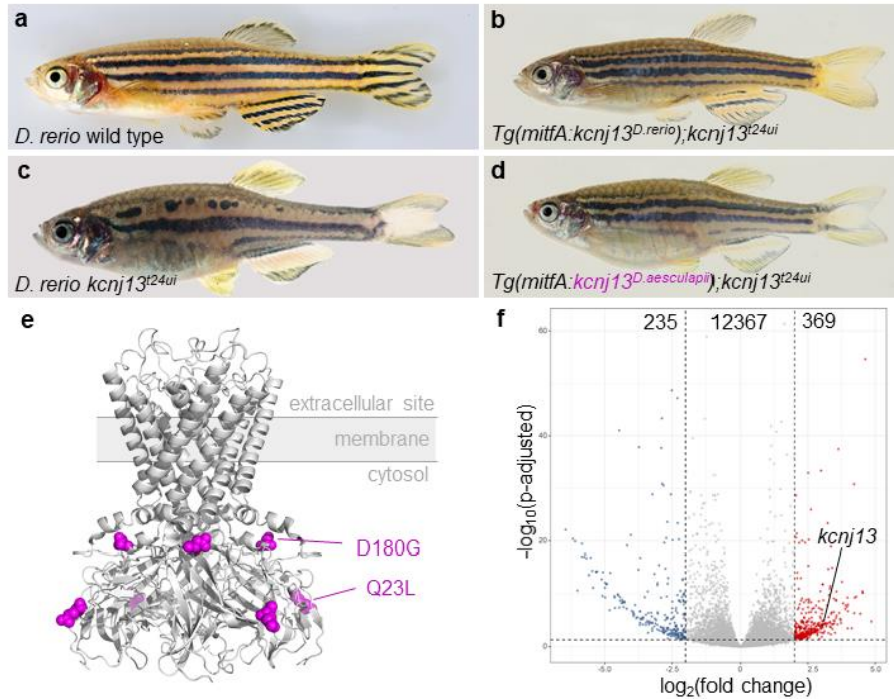 a
D. rerio wild type
b
Tg(mitfA:kcnj13D.rerio);kcnj13t24ui
c
D. rerio kcnj13t24ui
d
Tg(mitfA:kcnj13D.aesculapii);kcnj13t24ui
e
extracellular site
membrane
cytosol
D180G
Q23L
f
235 12367 369
60
40
20
0
−log10(p-adjusted)
kcnj13
-5.0 -2.5 0 2.5 5.0
log2(fold change)